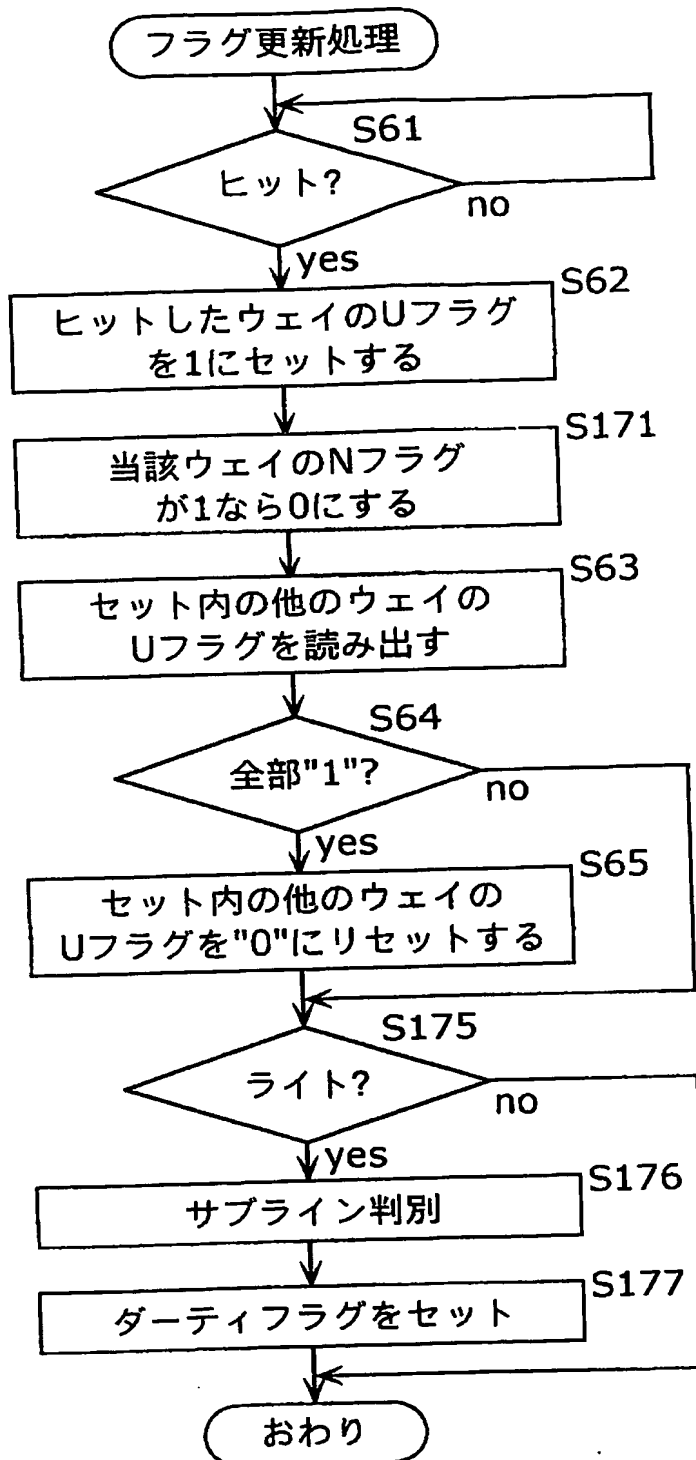 フラグ更新処理
S61
ヒット?
no
yes
S62
ヒットしたウェイのUフラグ
を1にセットする
S171
当該ウェイのNフラグ
が1なら0にする
S63
セット内の他のウェイの
Uフラグを読み出す
S64
全部"1"?
no
yes
S65
セット内の他のウェイの
Uフラグを"0"にリセットする
S175
ライト?
no
yes
S176
サブライン判別
S177
ダーティフラグをセット
おわり